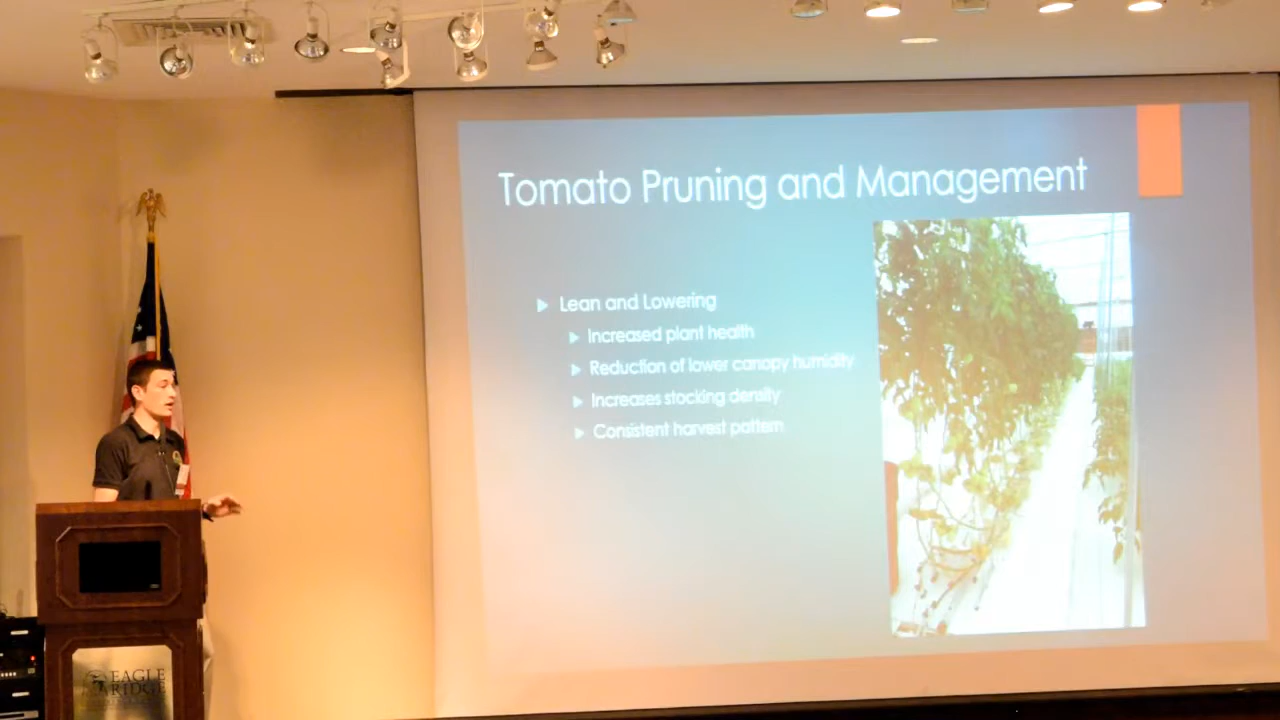 Tomato Pruning and Management
Lean and Lowering
Increased plant health
Reduction of lower canopy humidity
Increases stocking density
Consistent harvest pattern
EAGLE
RIDGE